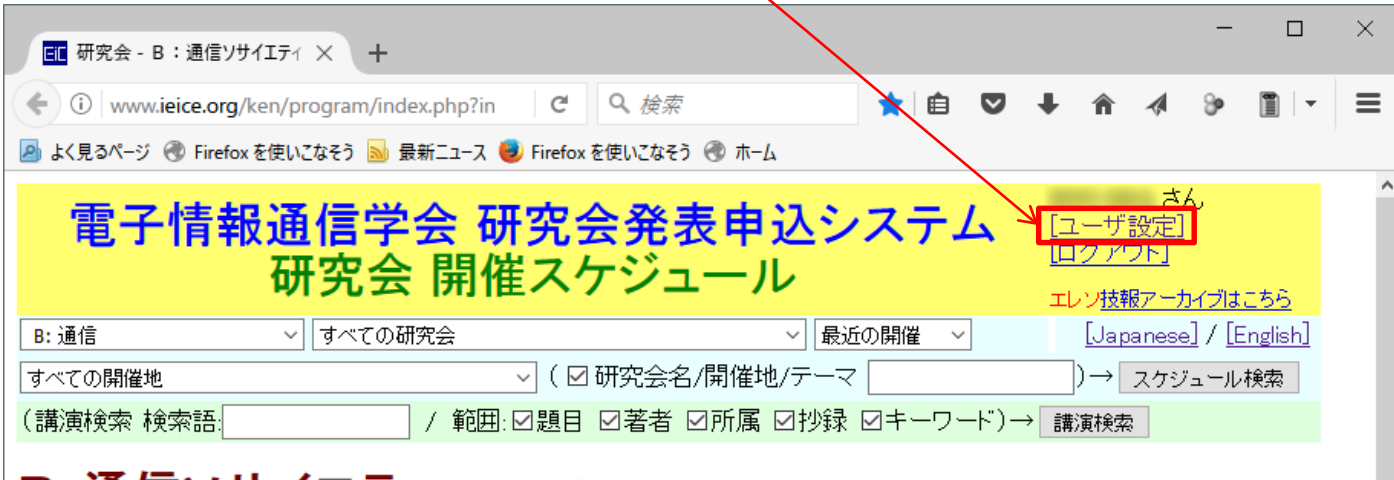 EiC 研究会 - B：通信ソサイエティ
www.ieice.org/ken/program/index.php?in 検索
よく見るページ Firefox を使いこなそう 最新ニュース Firefox を使いこなそう ホーム
さん
電子情報通信学会 研究会発表申込システム
[ユーザ設定]
[ログアウト]
研究会 開催スケジュール
エレソ技報アーカイブはこちら
B: 通信 すべての研究会 最近の開催 [Japanese] / [English]
すべての開催地 ( 研究会名/開催地/テーマ )→ スケジュール検索
(講演検索 検索語: / 範囲: 題目 著者 所属 抄録 キーワード)→ 講演検索